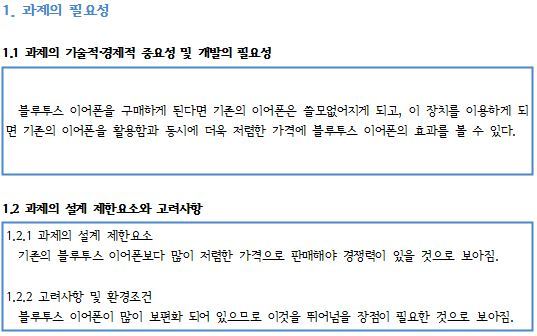 1. 과제의 필요성
1.1 과제의 기술적·경제적 중요성 및 개발의 필요성
블루투스 이어폰을 구매하게 된다면 기존의 이어폰은 쓸모없어지게 되고, 이 장치를 이용하게 되
면 기존의 이어폰을 활용함과 동시에 더욱 저렴한 가격에 블루투스 이어폰의 효과를 볼 수 있다.
1.2 과제의 설계 제한요소와 고려사항
1.2.1 과제의 설계 제한요소
기존의 블루투스 이어폰보다 많이 저렴한 가격으로 판매해야 경쟁력이 있을 것으로 보아짐.
1.2.2 고려사항 및 환경조건
블루투스 이어폰이 많이 보편화 되어 있으므로 이것을 뛰어넘을 장점이 필요한 것으로 보아짐.